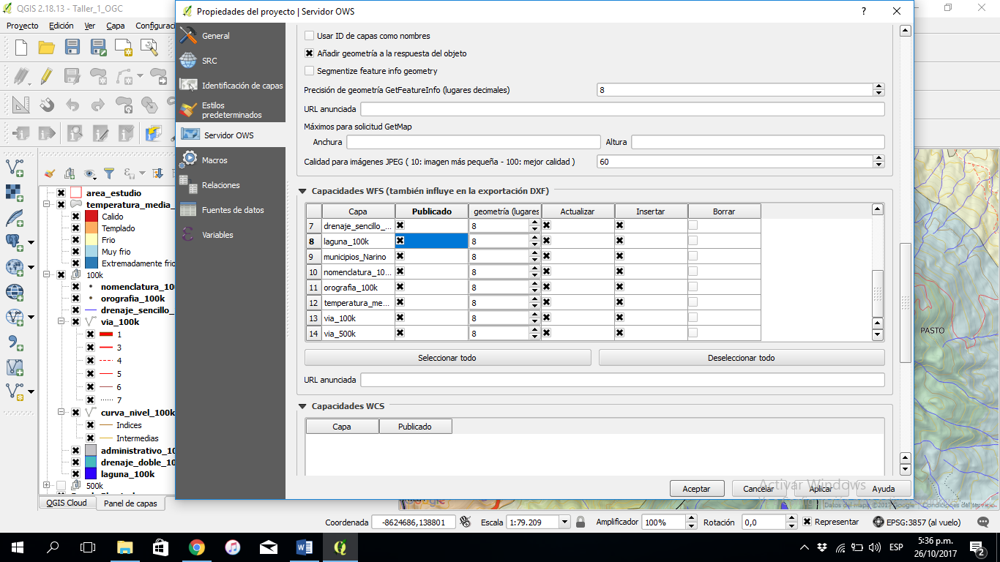 QGIS 2.18.13 - Taller_1_OGC
Propiedades del proyecto | Servidor OWS
?
Proyecto Edición Ver Capa
General
SRC
Identificación de capas
Estilos
predeterminados
Servidor OWS
Macros
Relaciones
Fuentes de datos
Variables
Usar ID de capas como nombres
Añadir geometría a la respuesta del objeto
Segmentize feature info geometry
Precisión de geometría GetFeatureInfo (lugares decimales) 8
URL anunciada
Máximos para solicitud GetMap
Anchura Altura
Calidad para imágenes JPEG ( 10: imagen más pequeña - 100: mejor calidad ) 60
Capacidades WFS (también influye en la exportación DXF)
Capa Publicado geometría (lugares Actualizar Insertar Borrar
7 drenaje_sencillo_... 8
8 laguna_100k 8
9 municipios_Narino 8
10 nomenclatura_10... 8
11 orografia_100k 8
12 temperatura_me... 8
13 via_100k 8
14 via_500k 8
Seleccionar todo Deseleccionar todo
URL anunciada
Capacidades WCS
Capa Publicado
Aceptar Cancelar Aplicar Ayuda
Activar Windows
area_estudio
temperatura_media_
Calido
Templado
Frio
Muy frio
Extremadamente frio
100k
nomenclatura_10
orografia_100k
drenaje_sencillo_
via_100k
1
3
4
5
6
7
curva_nivel_100k
Indices
Intermedias
administrativo_10
drenaje_doble_10
laguna_100k
500k
QGIS Cloud Panel de capas
PASTO
Datos del mapa ©2017 Google Condiciones del servicio
Coordenada -8624686,138801 Escala 1:79.209 Amplificador 100% Rotación 0,0 Representar EPSG:3857 (al vuelo)
ESP
5:36 p.m.
26/10/2017
2